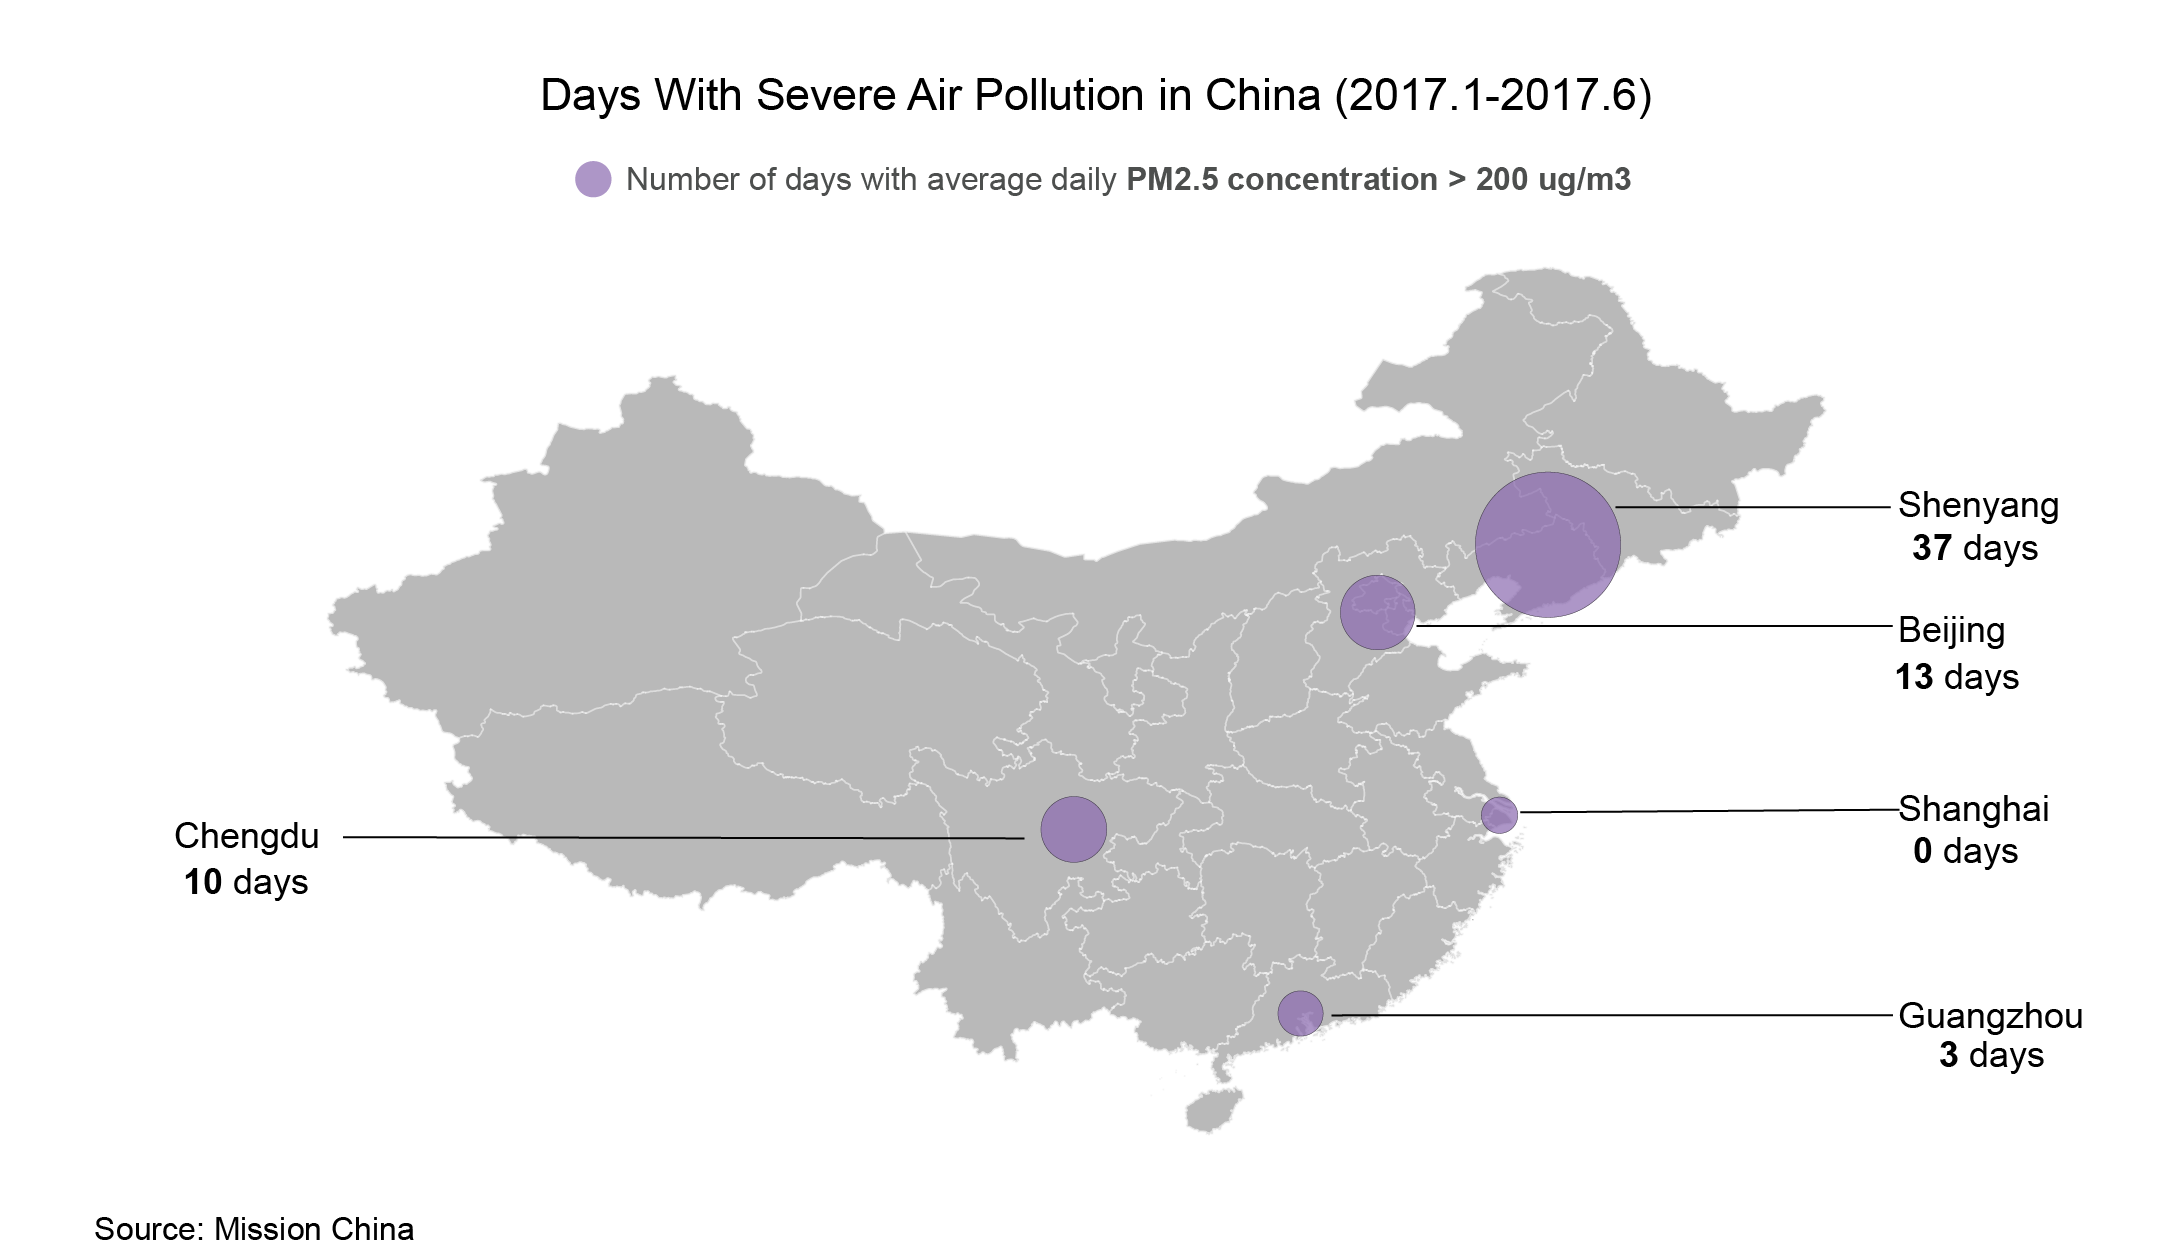 Days With Severe Air Pollution in China (2017.1-2017.6)
Number of days with average daily PM2.5 concentration > 200 ug/m3
Shenyang
37 days
Beijing
13 days
Shanghai
0 days
Chengdu
10 days
Guangzhou
3 days
Source: Mission China